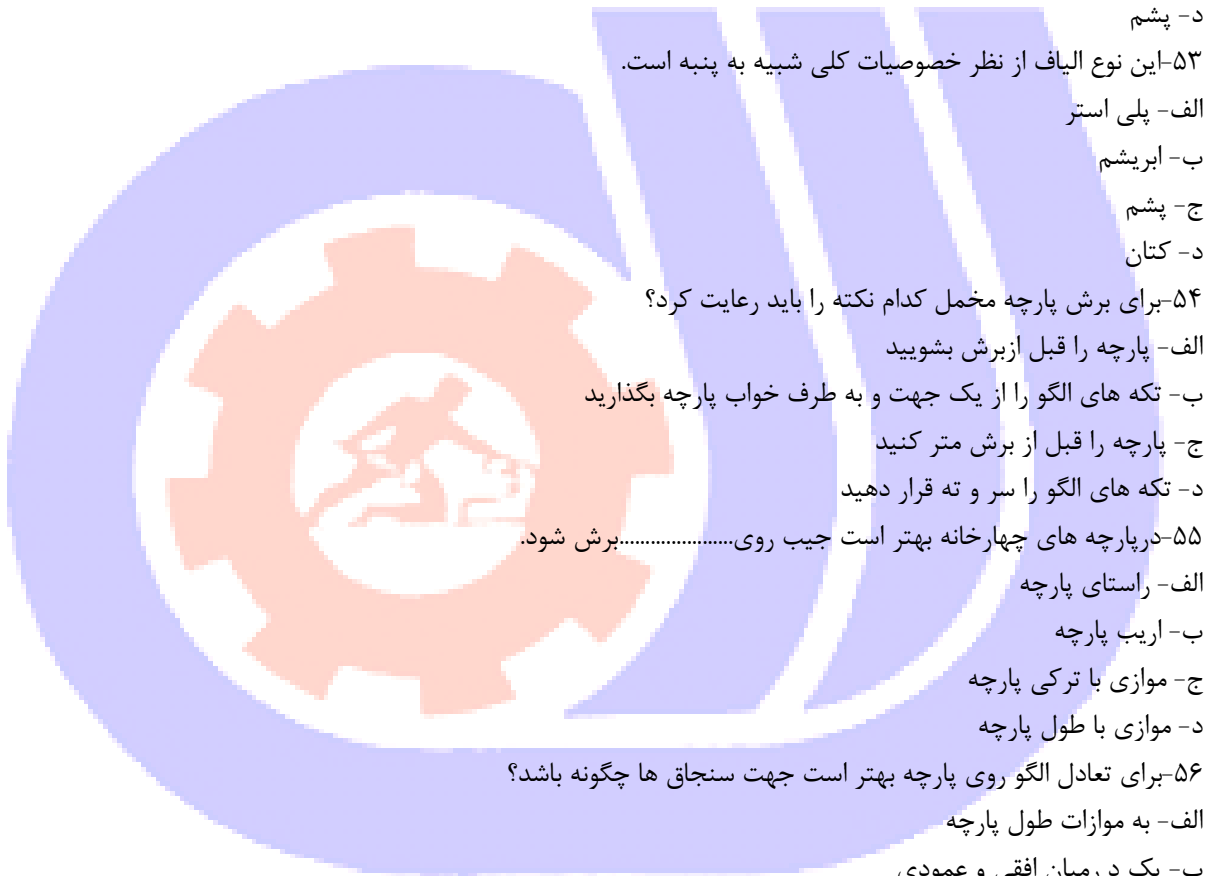 د- پشم
۵۳-این نوع الیاف از نظر خصوصیات کلی شبیه به پنبه است.
الف- پلی استر
ب- ابریشم
ج- پشم
د- کتان
۵۴-برای برش پارچه مخمل کدام نکته را باید رعایت کرد؟
الف- پارچه را قبل ازبرش بشویید
ب- تکه های الگو را از یک جهت و به طرف خواب پارچه بگذارید
ج- پارچه را قبل از برش متر کنید
د- تکه های الگو را سر و ته قرار دهید
۵۵-درپارچه های چهارخانه بهتر است جیب روی......................برش شود.
الف- راستای پارچه
ب- اریب پارچه
ج- موازی با ترکی پارچه
د- موازی با طول پارچه
۵۶-برای تعادل الگو روی پارچه بهتر است جهت سنجاق ها چگونه باشد؟
الف- به موازات طول پارچه
ب- یک د رمیان افقی و عمودی